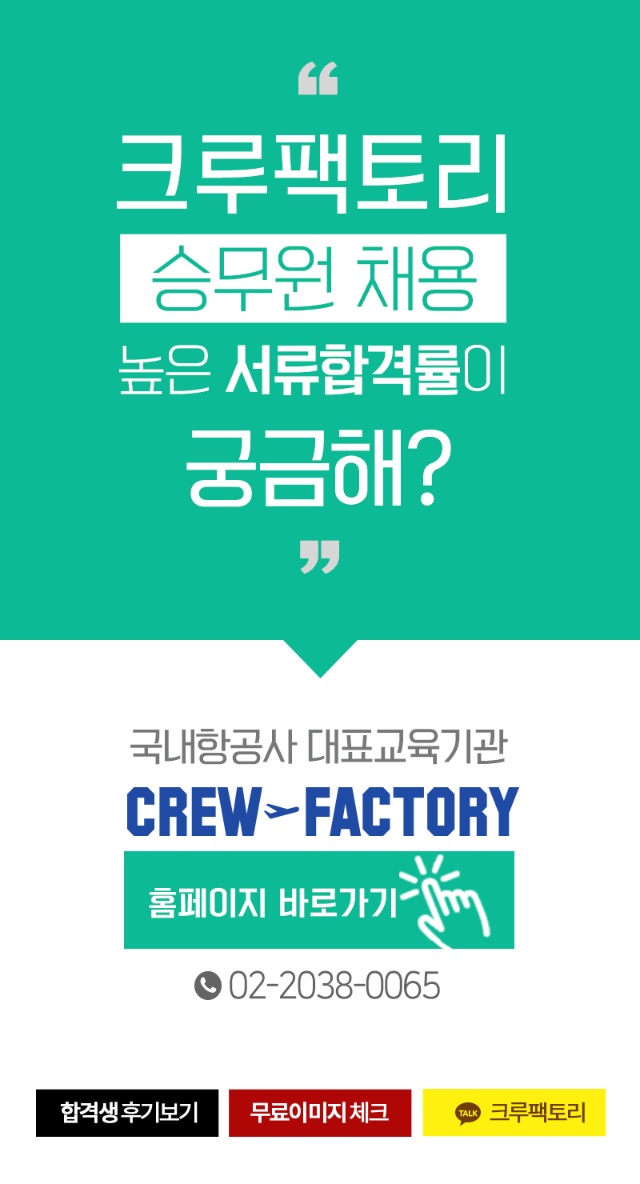 “
크루팩토리
승무원 채용
높은 서류합격률이
궁금해?
”
국내항공사 대표교육기관
CREW FACTORY
홈페이지 바로가기
02-2038-0065
합격생 후기보기
무료이미지 체크
TALK 크루팩토리